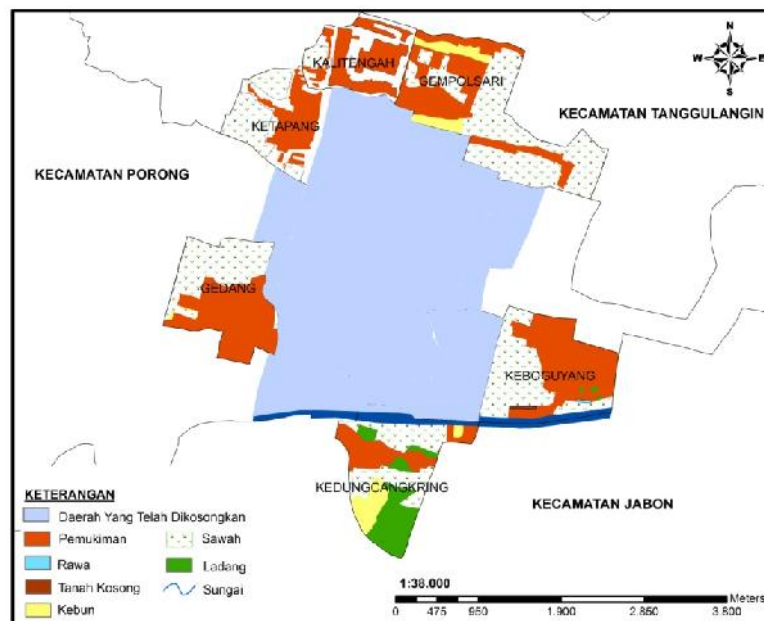 N
W E
S
KALITENGAH
GEMPOLSARI
KECAMATAN TANGGULANGIN
KETAPANG
KECAMATAN PORONG
GEDANG
KEBOGUYANG
KEDUNGCANGKRING
KECAMATAN JABON
KETERANGAN
Daerah Yang Telah Dikosongkan
Pemukiman
Sawah
Rawa
Ladang
Tanah Kosong
Sungai
Kebun
1:38.000
Meters
0 475 950 1.900 2.850 3.800